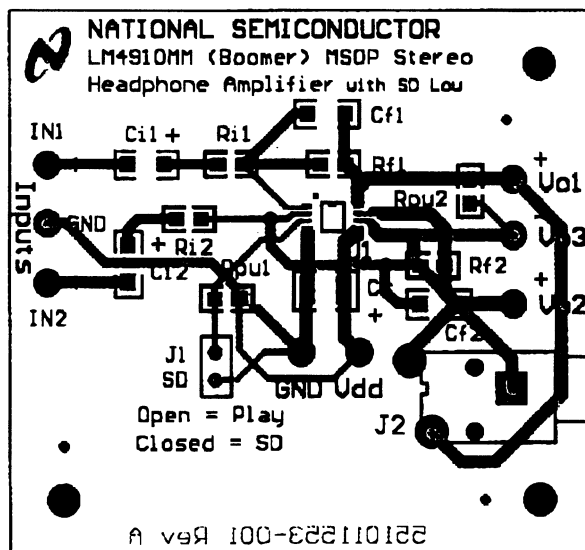 NATIONAL SEMICONDUCTOR
LM4910MM (Boomer) MSOP Stereo
Headphone Amplifier with SD Low
Cf1
IN1
Ci1 +
Ri1
Rf1
+
Vo1
Rpu2
Inputs
GND
Vo3
+
Ri2
Ci2
Rpu1
Rf2
+
Vo2
IN2
+
Cf2
J1
SD
GND Vdd
Open = Play
Closed = SD
J2
551011553-001 Rev A